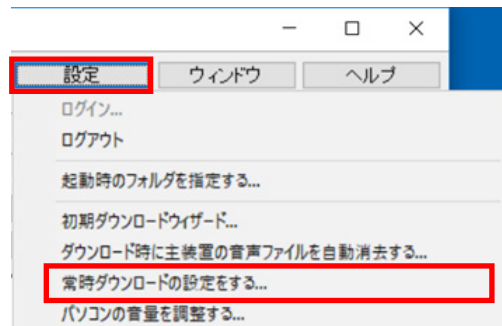 設定 ウィンドウ ヘルプ
ログイン...
ログアウト
起動時のフォルダを指定する...
初期ダウンロードウィザード...
ダウンロード時に主装置の音声ファイルを自動消去する...
常時ダウンロードの設定をする...
パソコンの音量を調整する...